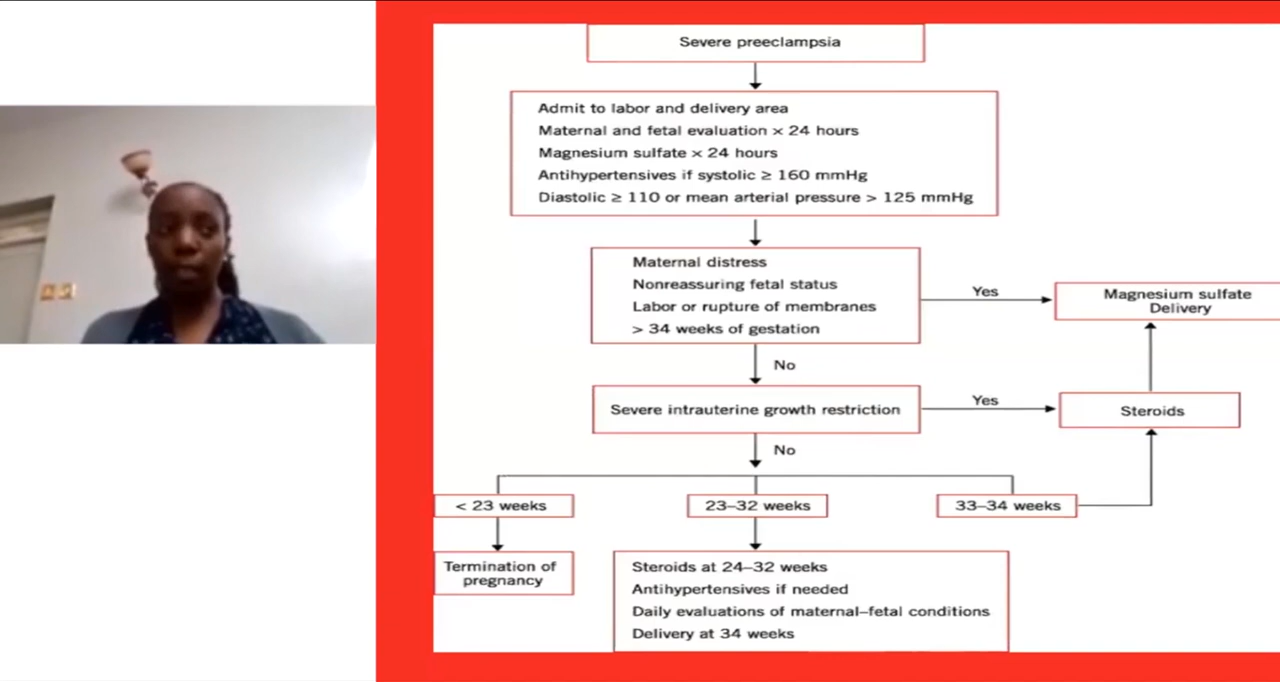 Severe preeclampsia
Admit to labor and delivery area
Maternal and fetal evaluation × 24 hours
Magnesium sulfate × 24 hours
Antihypertensives if systolic ≥ 160 mmHg
Diastolic ≥ 110 or mean arterial pressure > 125 mmHg
Maternal distress
Nonreassuring fetal status
Labor or rupture of membranes
> 34 weeks of gestation
Yes
Magnesium sulfate
Delivery
No
Severe intrauterine growth restriction
Yes
Steroids
No
< 23 weeks
23–32 weeks
33–34 weeks
Termination of
pregnancy
Steroids at 24–32 weeks
Antihypertensives if needed
Daily evaluations of maternal–fetal conditions
Delivery at 34 weeks